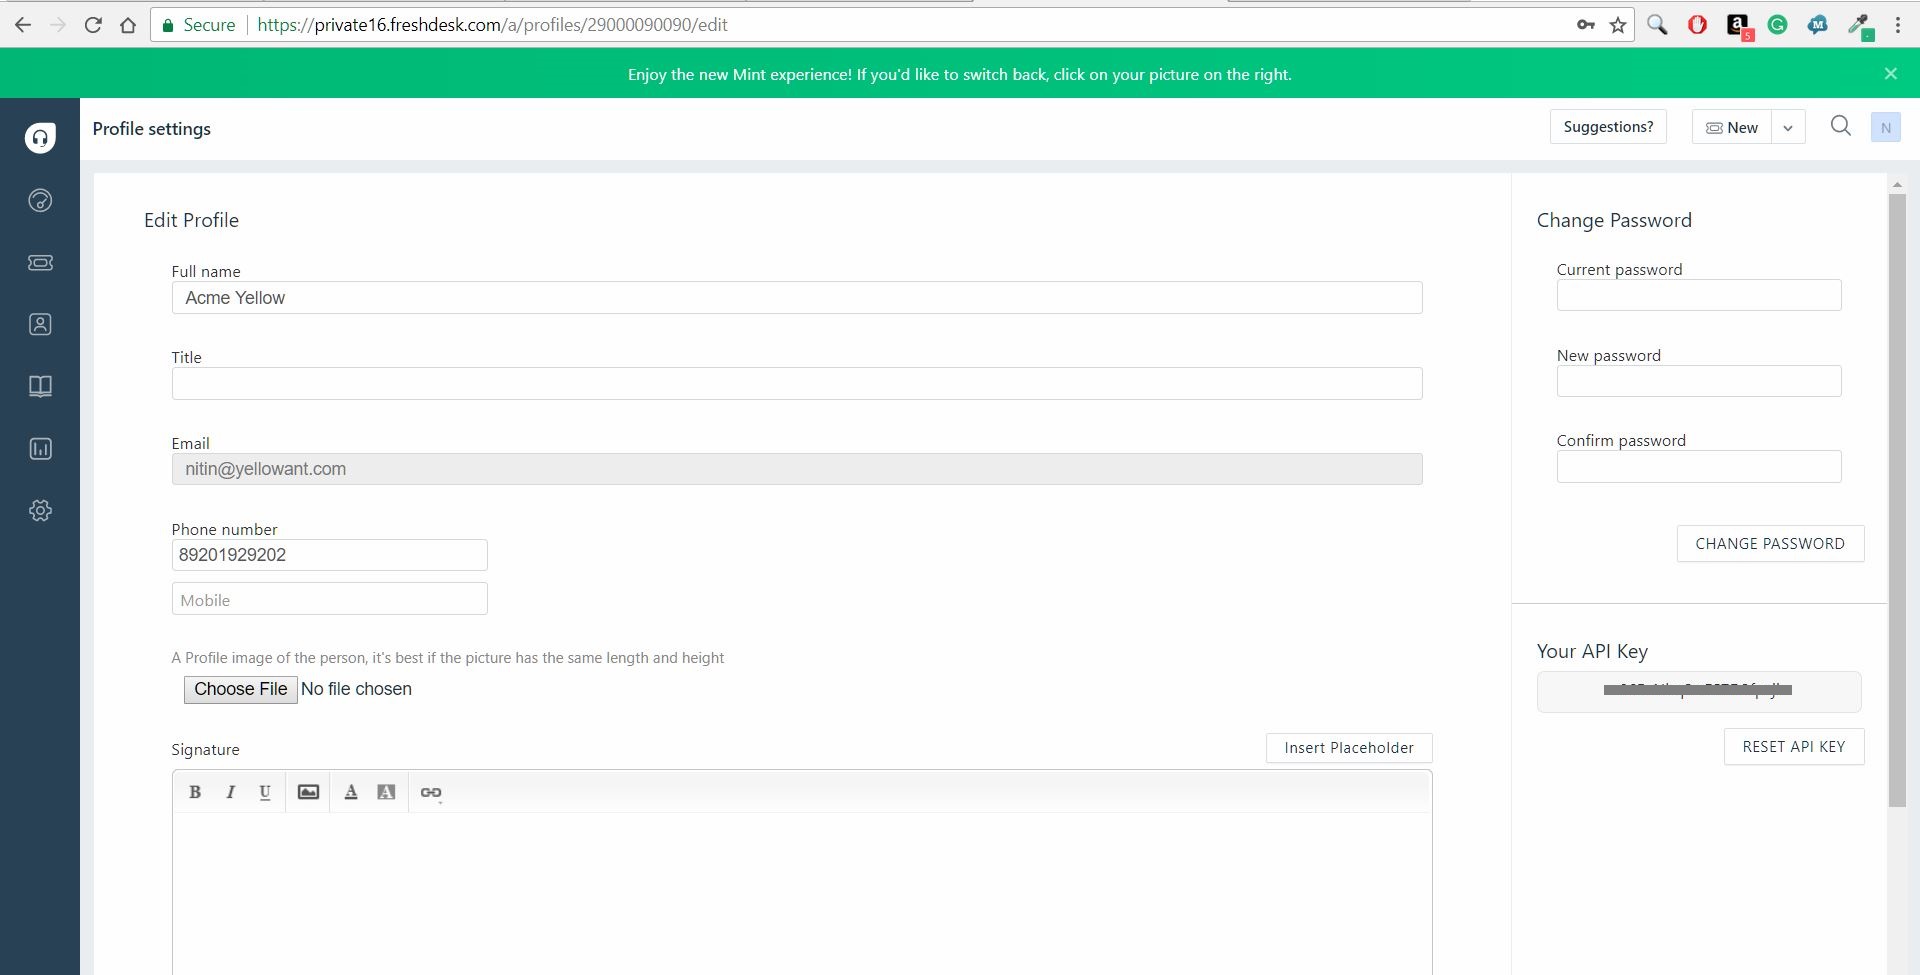 Secure https://private16.freshdesk.com/a/profiles/29000090090/edit
5
Enjoy the new Mint experience! If you'd like to switch back, click on your picture on the right.
Profile settings
Suggestions?
New
N
Edit Profile
Full name
Acme Yellow
Title
Email
nitin@yellowant.com
Phone number
89201929202
Mobile
A Profile image of the person, it's best if the picture has the same length and height
Choose File No file chosen
Signature
Insert Placeholder
B I U A A
Change Password
Current password
New password
Confirm password
CHANGE PASSWORD
Your API Key
RESET API KEY